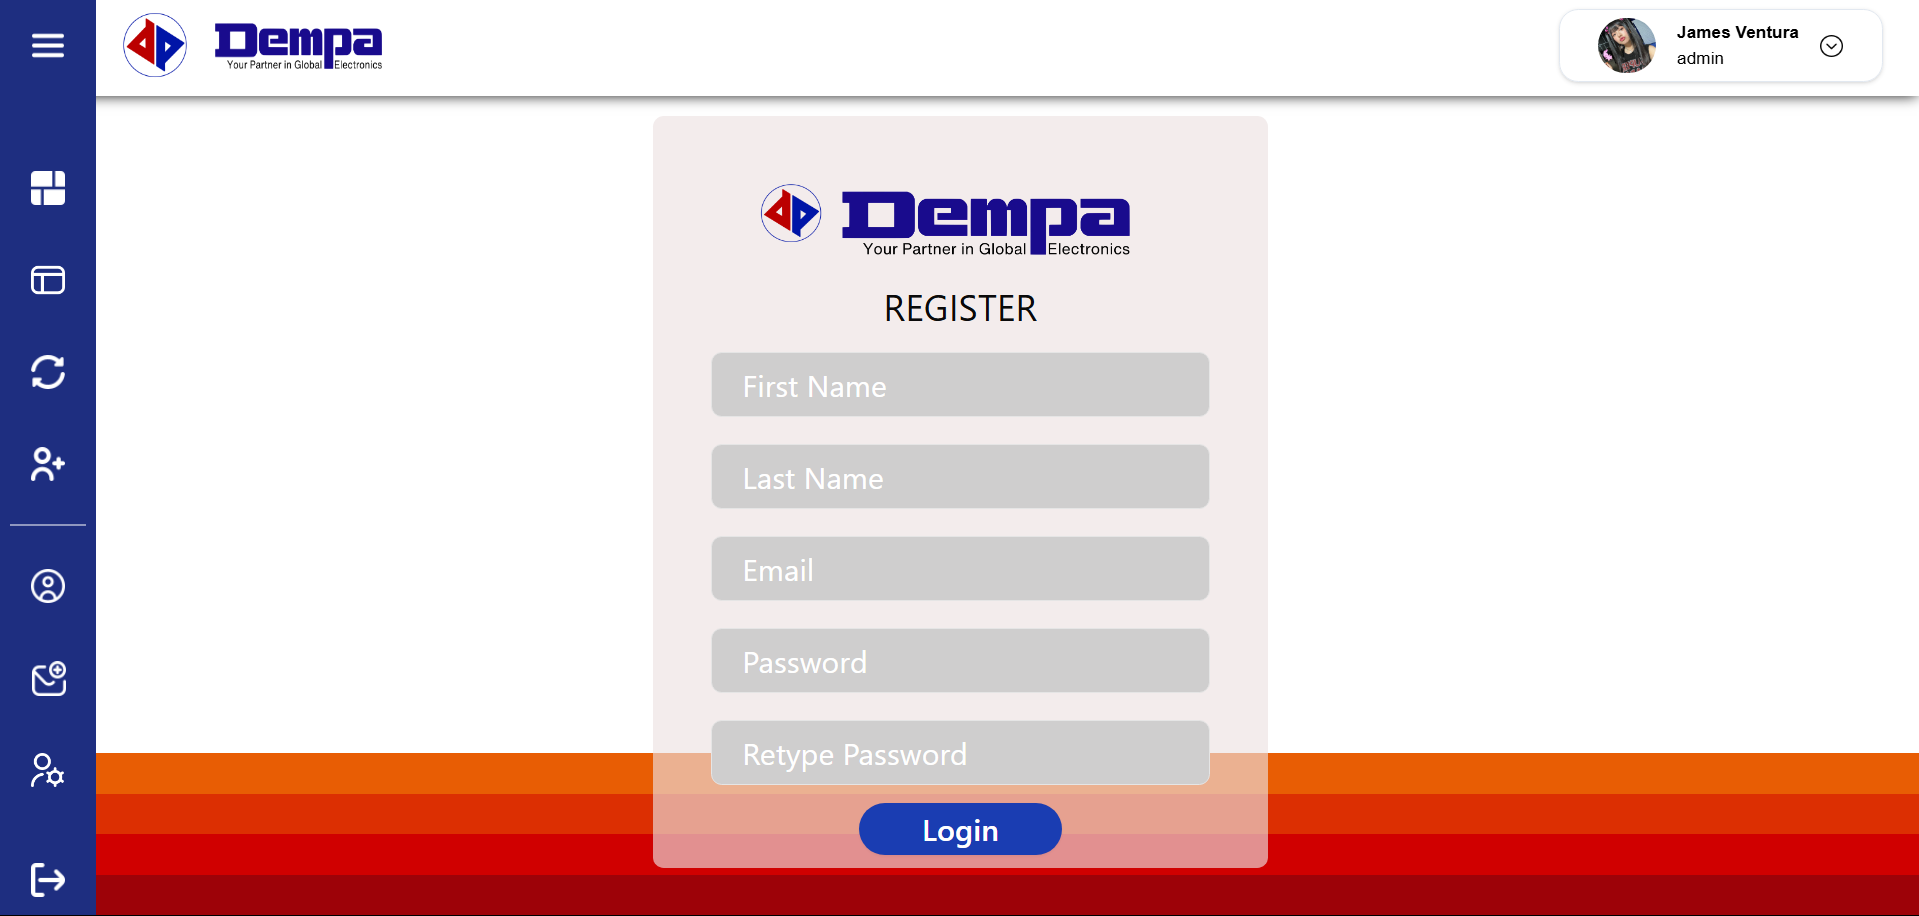 Dempa
Your Partner in Global Electronics
James Ventura
admin
Dempa
Your Partner in Global Electronics
REGISTER
First Name
Last Name
Email
Password
Retype Password
Login